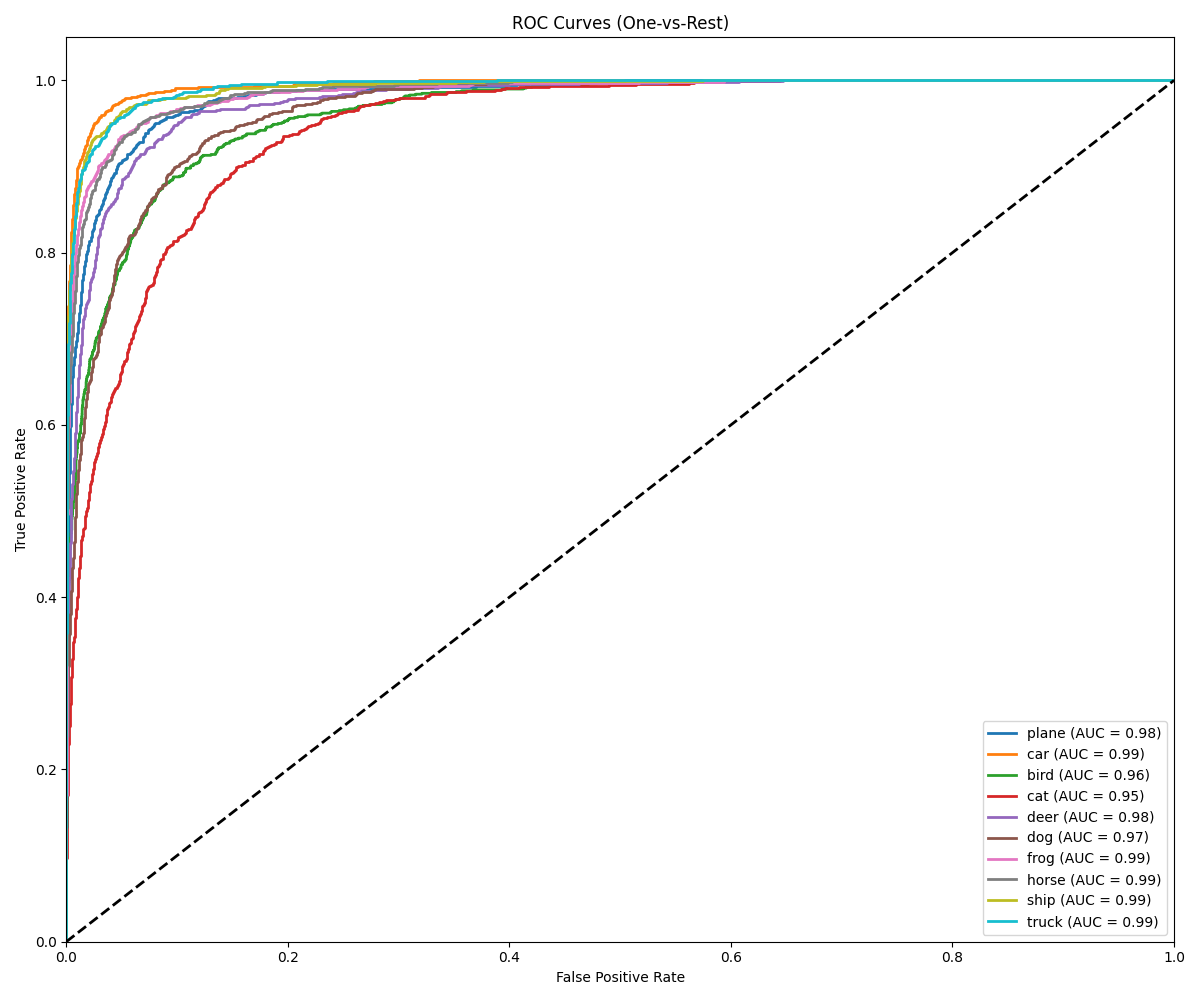 ROC Curves (One-vs-Rest)
True Positive Rate
1.0
0.8
0.6
0.4
0.2
0.0
0.0 0.2 0.4 0.6 0.8 1.0
False Positive Rate
plane (AUC = 0.98)
car (AUC = 0.99)
bird (AUC = 0.96)
cat (AUC = 0.95)
deer (AUC = 0.98)
dog (AUC = 0.97)
frog (AUC = 0.99)
horse (AUC = 0.99)
ship (AUC = 0.99)
truck (AUC = 0.99)